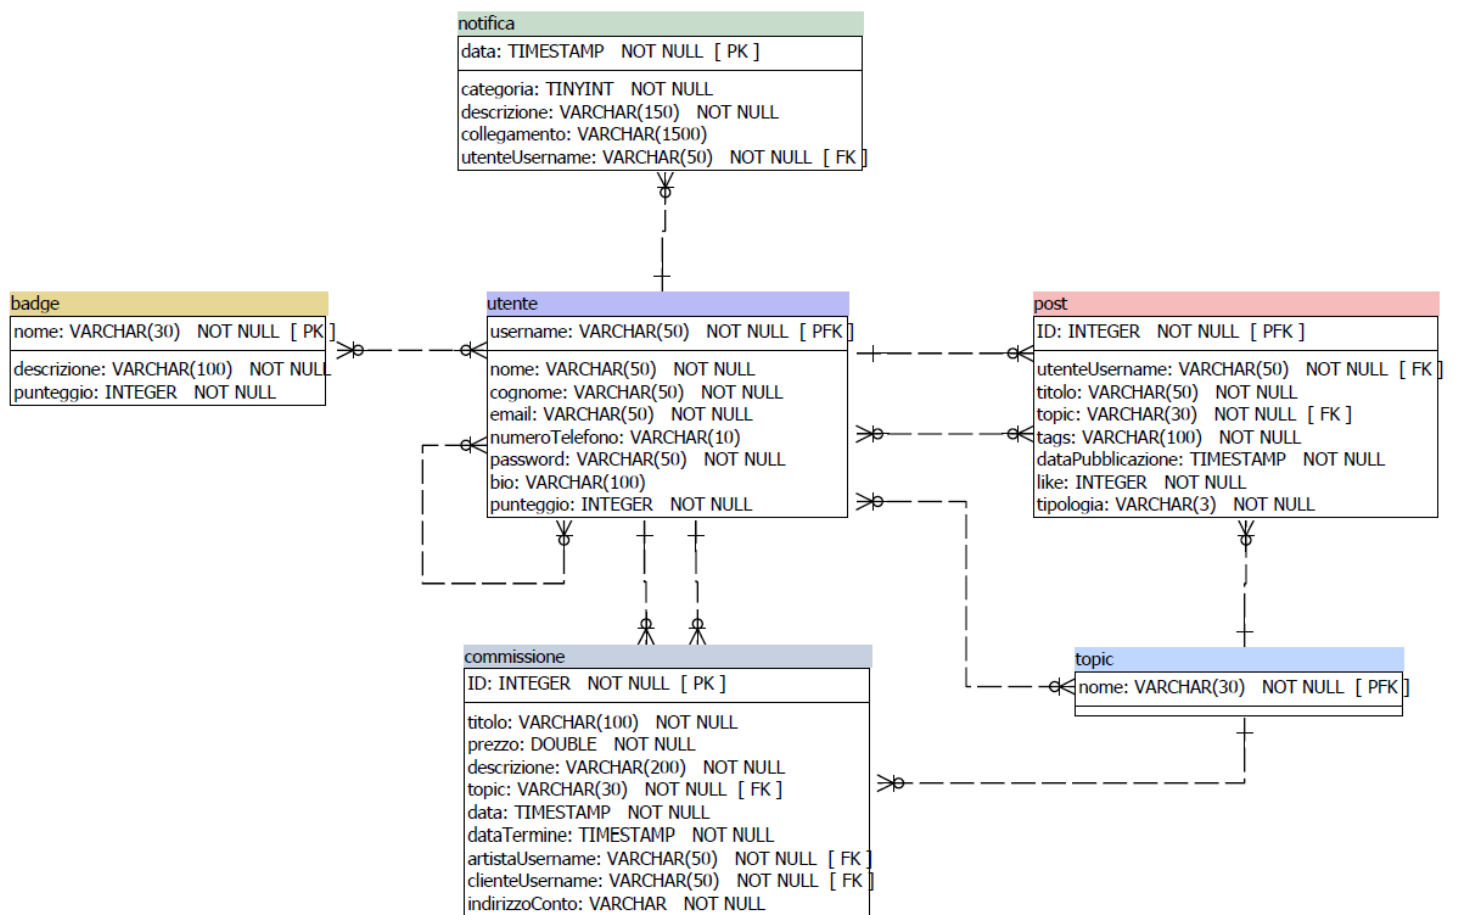 notifica
data: TIMESTAMP NOT NULL [ PK ]
categoria: TINYINT NOT NULL
descrizione: VARCHAR(150) NOT NULL
collegamento: VARCHAR(1500)
utenteUsername: VARCHAR(50) NOT NULL [ FK ]
badge
nome: VARCHAR(30) NOT NULL [ PK ]
descrizione: VARCHAR(100) NOT NULL
punteggio: INTEGER NOT NULL
utente
username: VARCHAR(50) NOT NULL [ PFK ]
nome: VARCHAR(50) NOT NULL
cognome: VARCHAR(50) NOT NULL
email: VARCHAR(50) NOT NULL
numeroTelefono: VARCHAR(10)
password: VARCHAR(50) NOT NULL
bio: VARCHAR(100)
punteggio: INTEGER NOT NULL
post
ID: INTEGER NOT NULL [ PFK ]
utenteUsername: VARCHAR(50) NOT NULL [ FK ]
titolo: VARCHAR(50) NOT NULL
topic: VARCHAR(30) NOT NULL [ FK ]
tags: VARCHAR(100) NOT NULL
dataPubblicazione: TIMESTAMP NOT NULL
like: INTEGER NOT NULL
tipologia: VARCHAR(3) NOT NULL
commissione
ID: INTEGER NOT NULL [ PK ]
titolo: VARCHAR(100) NOT NULL
prezzo: DOUBLE NOT NULL
descrizione: VARCHAR(200) NOT NULL
topic: VARCHAR(30) NOT NULL [ FK ]
data: TIMESTAMP NOT NULL
dataTermine: TIMESTAMP NOT NULL
artistaUsername: VARCHAR(50) NOT NULL [ FK ]
clienteUsername: VARCHAR(50) NOT NULL [ FK ]
indirizzoConto: VARCHAR NOT NULL
topic
nome: VARCHAR(30) NOT NULL [ PFK ]